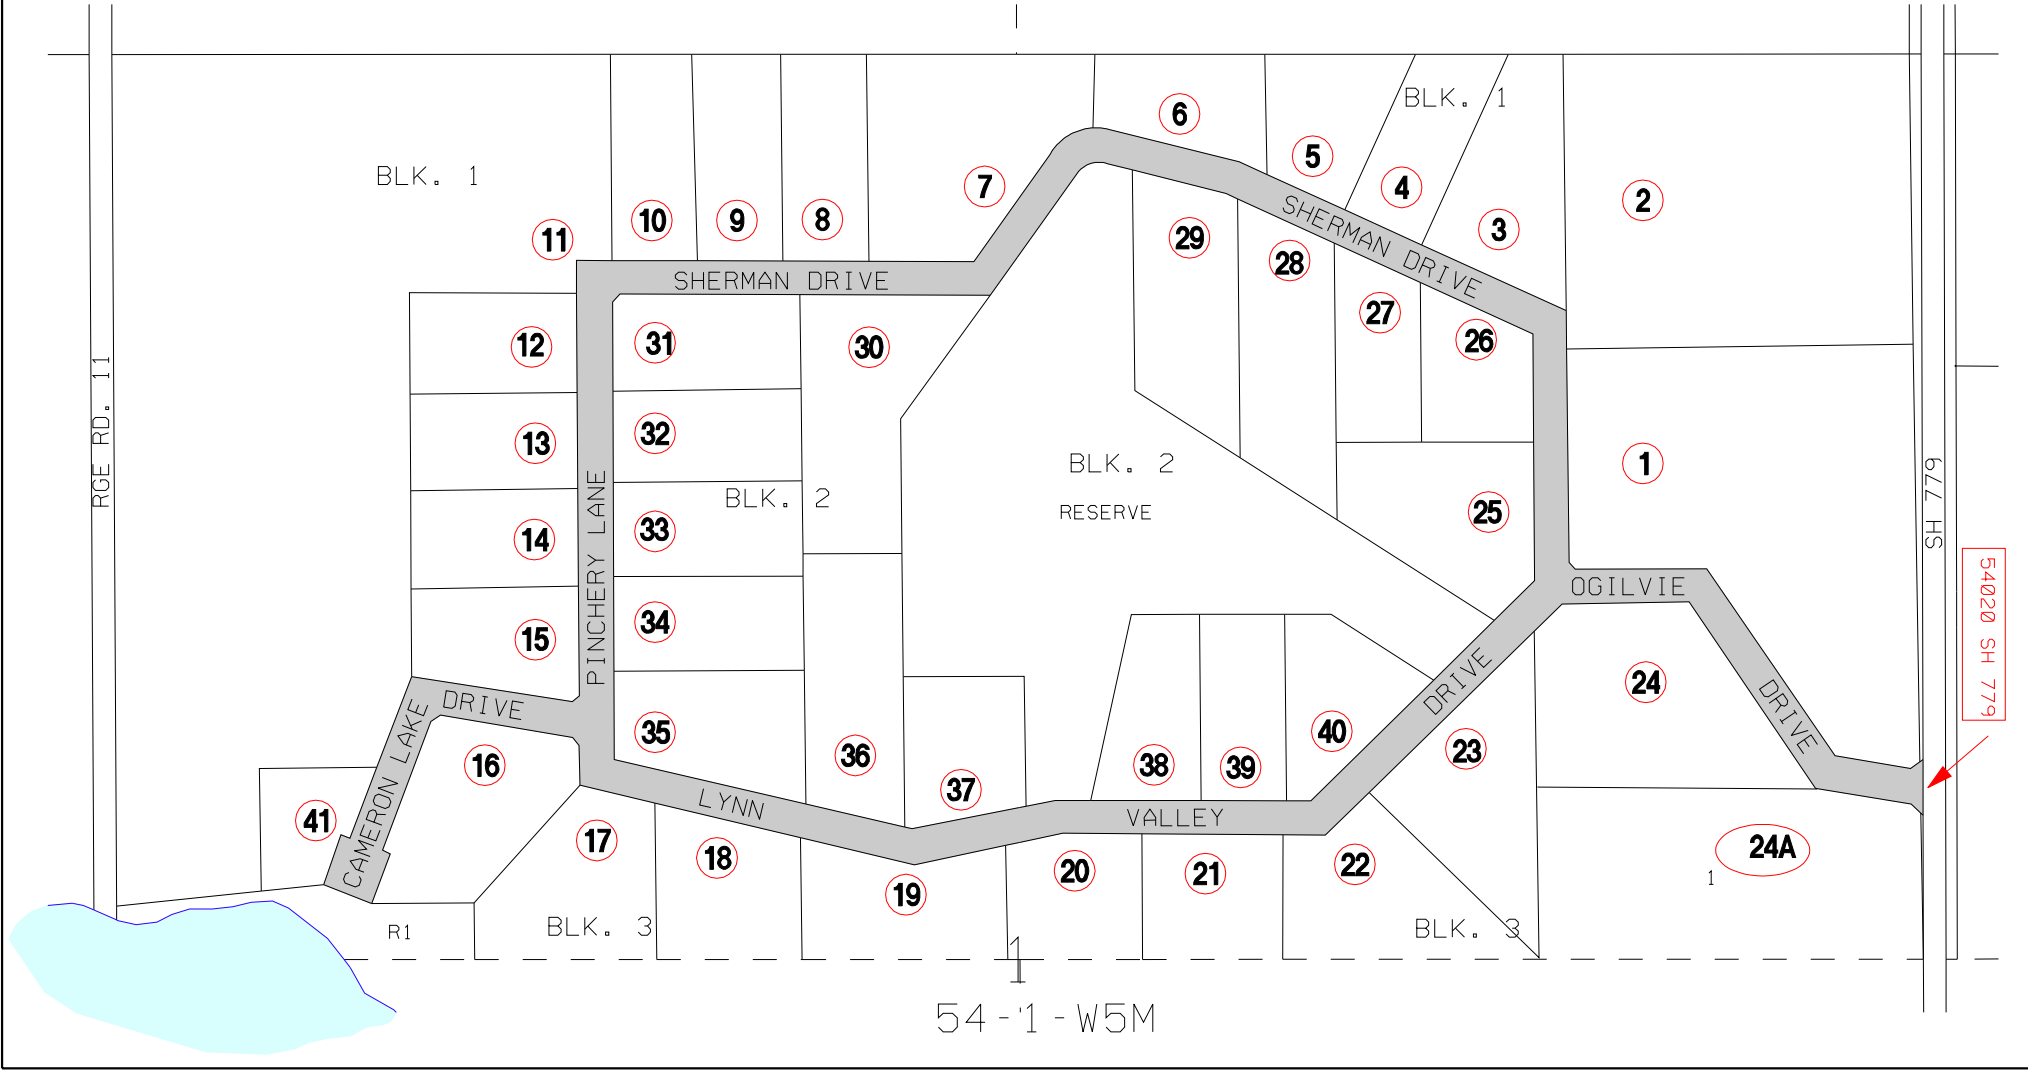 BLK. 1
6
5
4
BLK. 1
3
2
7
10
9
8
11
29
28
SHERMAN DRIVE
SHERMAN DRIVE
27
26
12
31
30
RGE RD. 11
13
32
BLK. 2
RESERVE
1
SH 779
25
BLK. 2
14
33
PINCHERY LANE
15
34
OGILVIE
DRIVE
54020 SH 779
24
DRIVE
23
40
39
38
35
36
37
DRIVE
CAMERON LAKE
16
LYNN
VALLEY
41
17
18
19
20
21
22
24A
1
R1
BLK. 3
BLK. 3
1
54-1-W5M